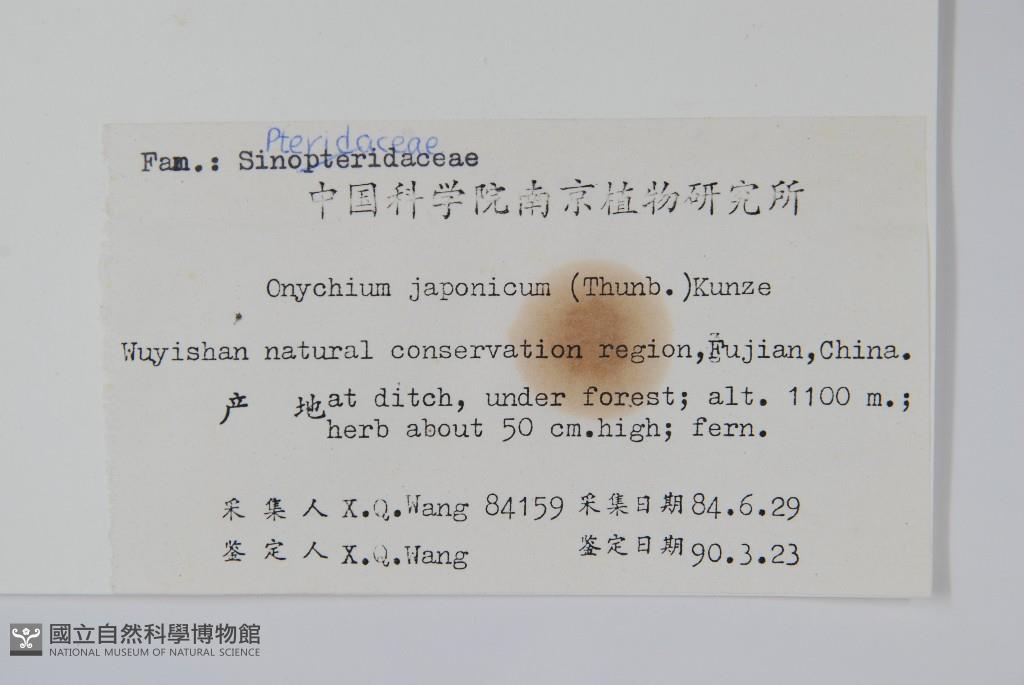 Pteridaceae
Fam.: Sinopteridaceae
中国科学院南京植物研究所
Onychium japonicum (Thunb.)Kunze
Wuyishan natural conservation region,Fujian,China.
产 地 at ditch, under forest; alt. 1100 m.;
herb about 50 cm.high; fern.
采 集 人 X.Q.Wang 84159 采集日期 84.6.29
鉴 定 人 X.Q.Wang 鉴定日期 90.3.23
國立自然科學博物館
NATIONAL MUSEUM OF NATURAL SCIENCE